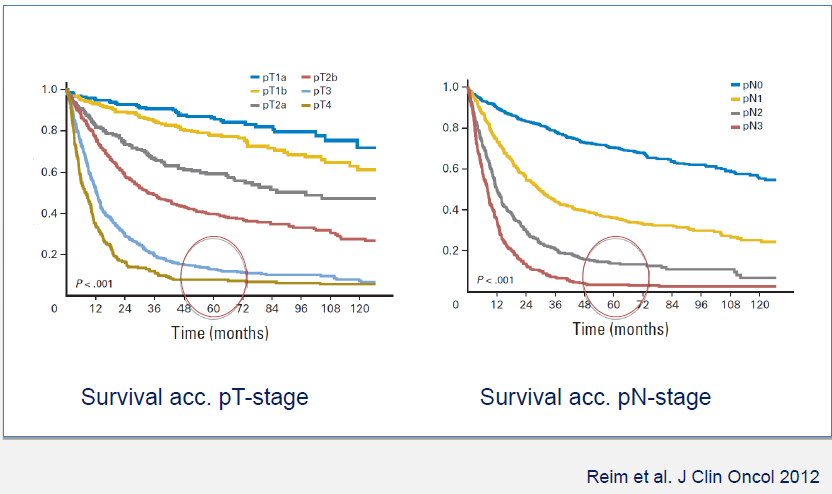 pT1a
pT1b
pT2a
pT2b
pT3
pT4
1.0
0.8
0.6
0.4
0.2
P < .001
0
12 24 36 48 60 72 84 96 108 120
Time (months)
Survival acc. pT-stage
pN0
pN1
pN2
pN3
1.0
0.8
0.6
0.4
0.2
P < .001
0
12 24 36 48 60 72 84 96 108 120
Time (months)
Survival acc. pN-stage
Reim et al. J Clin Oncol 2012